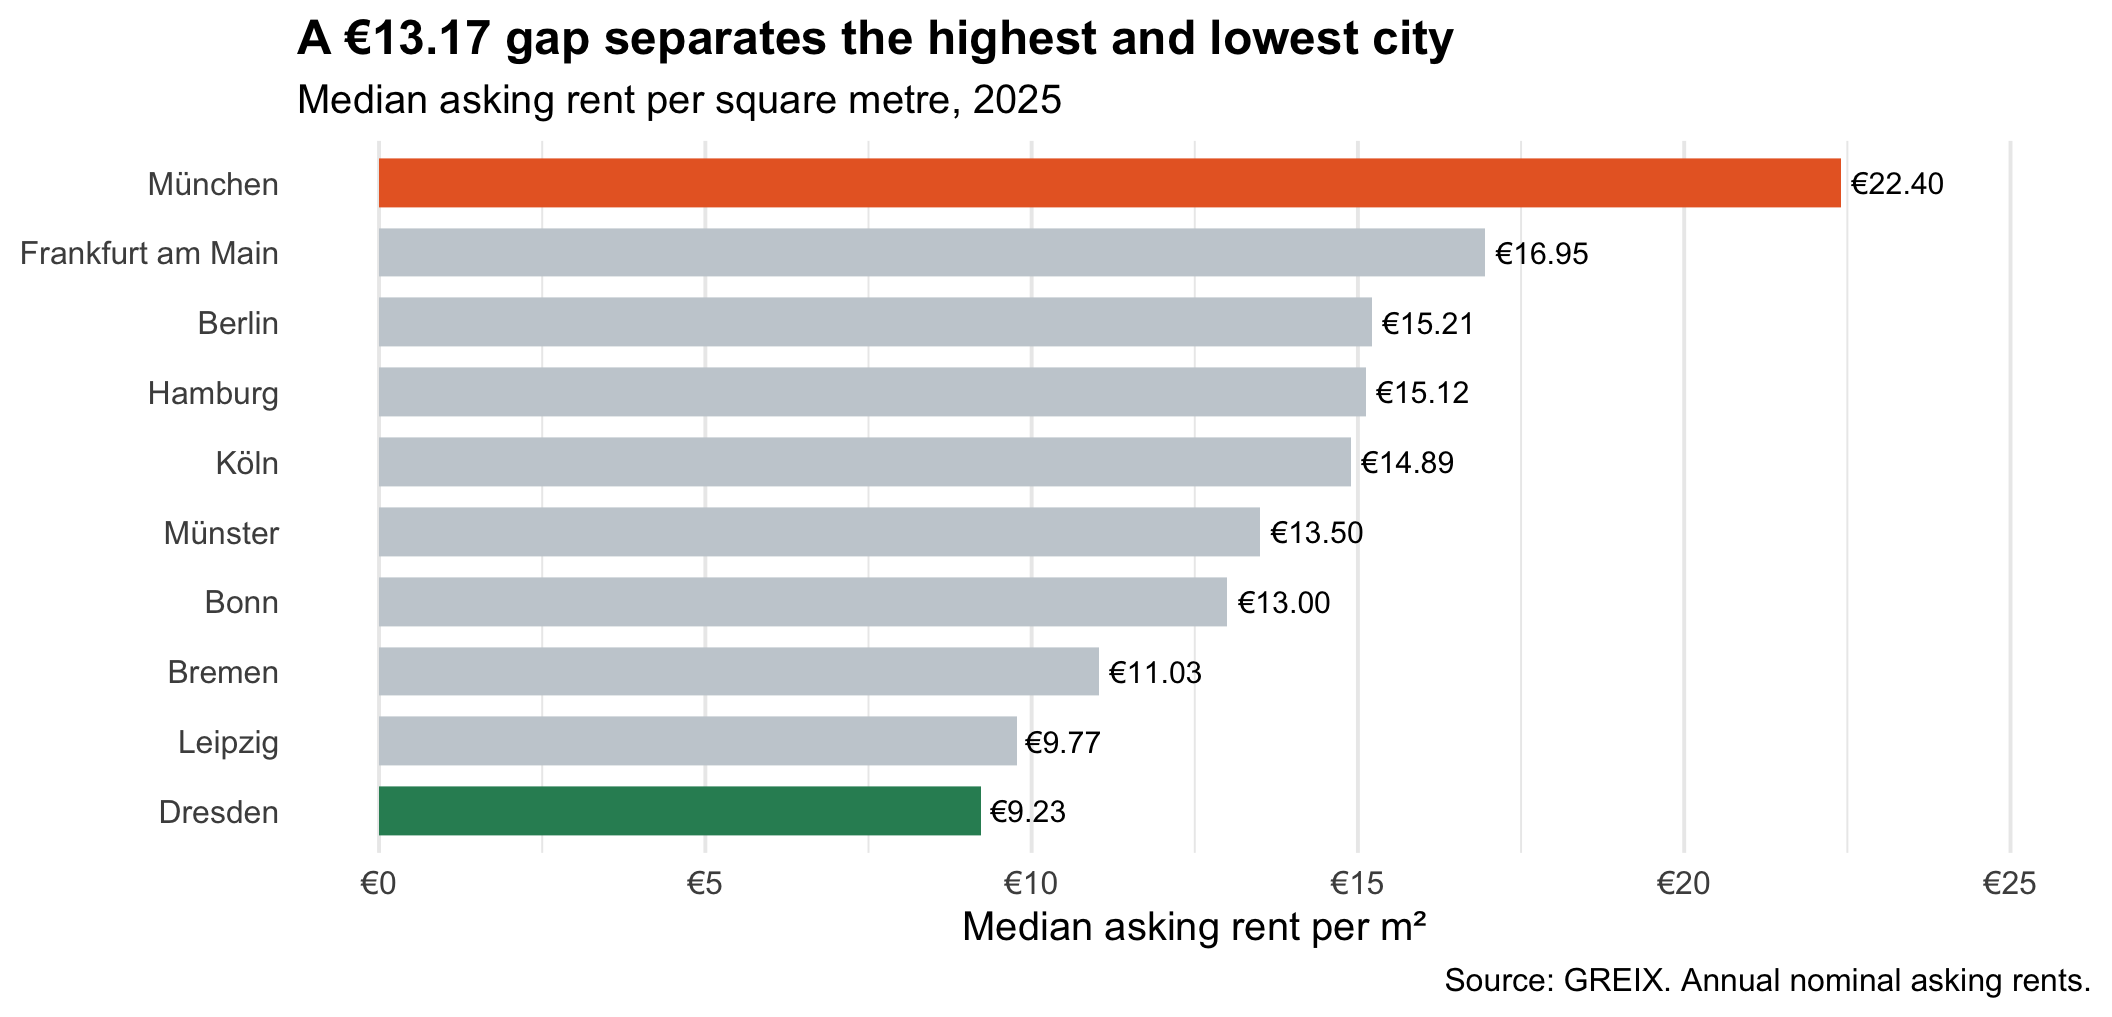 A €13.17 gap separates the highest and lowest city
Median asking rent per square metre, 2025
München €22.40
Frankfurt am Main €16.95
Berlin €15.21
Hamburg €15.12
Köln €14.89
Münster €13.50
Bonn €13.00
Bremen €11.03
Leipzig €9.77
Dresden €9.23
€0 €5 €10 €15 €20 €25
Median asking rent per m²
Source: GREIX. Annual nominal asking rents.